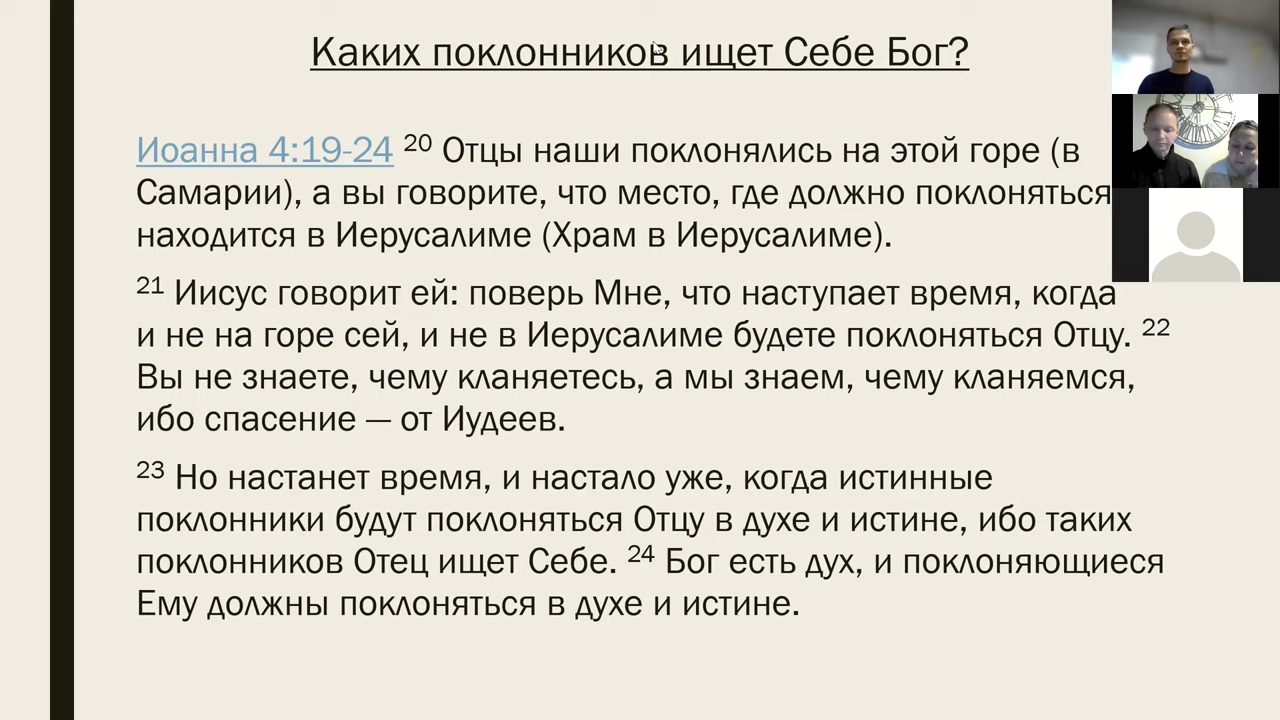 Каких поклонников ищет Себе Бог?
Иоанна 4:19-24 20 Отцы наши поклонялись на этой горе (в
Самарии), а вы говорите, что место, где должно поклоняться
находится в Иерусалиме (Храм в Иерусалиме).
21 Иисус говорит ей: поверь Мне, что наступает время, когда
и не на горе сей, и не в Иерусалиме будете поклоняться Отцу. 22
Вы не знаете, чему кланяетесь, а мы знаем, чему кланяемся,
ибо спасение — от Иудеев.
23 Но настанет время, и настало уже, когда истинные
поклонники будут поклоняться Отцу в духе и истине, ибо таких
поклонников Отец ищет Себе. 24 Бог есть дух, и поклоняющиеся
Ему должны поклоняться в духе и истине.